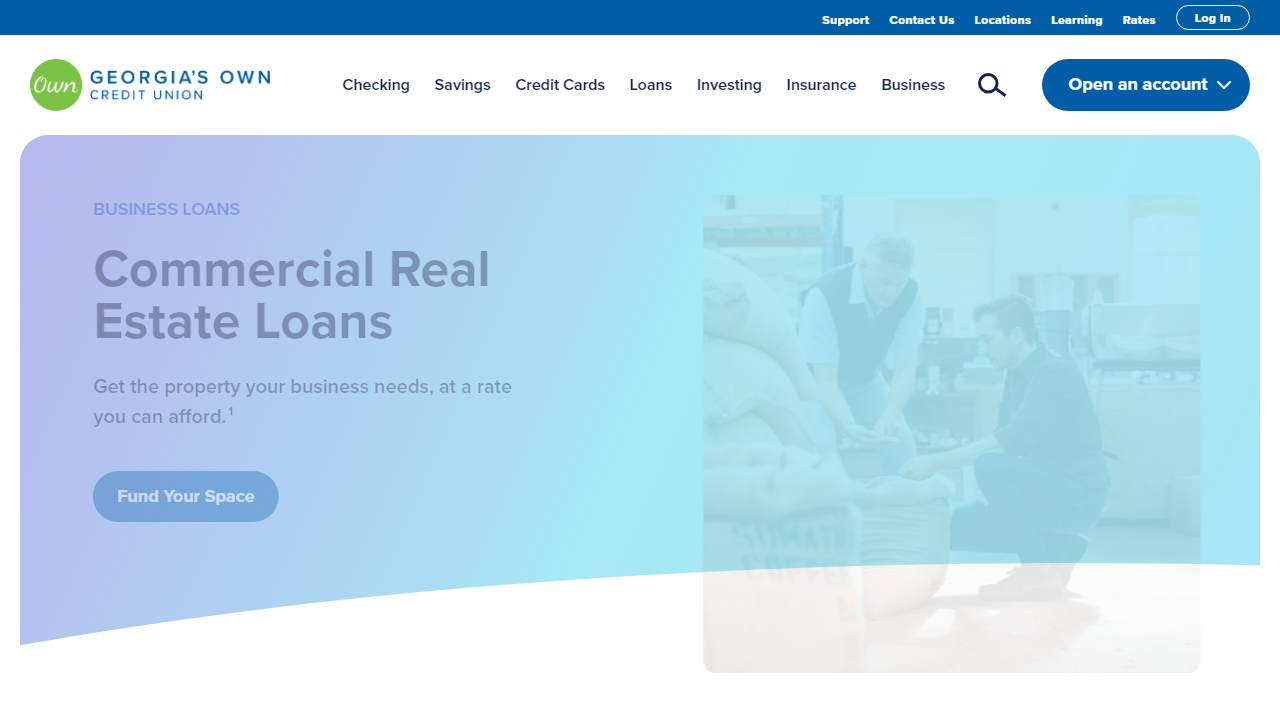 Support Contact Us Locations Learning Rates Log In
Own GEORGIA'S OWN
CREDIT UNION
Checking Savings Credit Cards Loans Investing Insurance Business
Open an account
BUSINESS LOANS
Commercial Real
Estate Loans
Get the property your business needs, at a rate
you can afford.¹
Fund Your Space